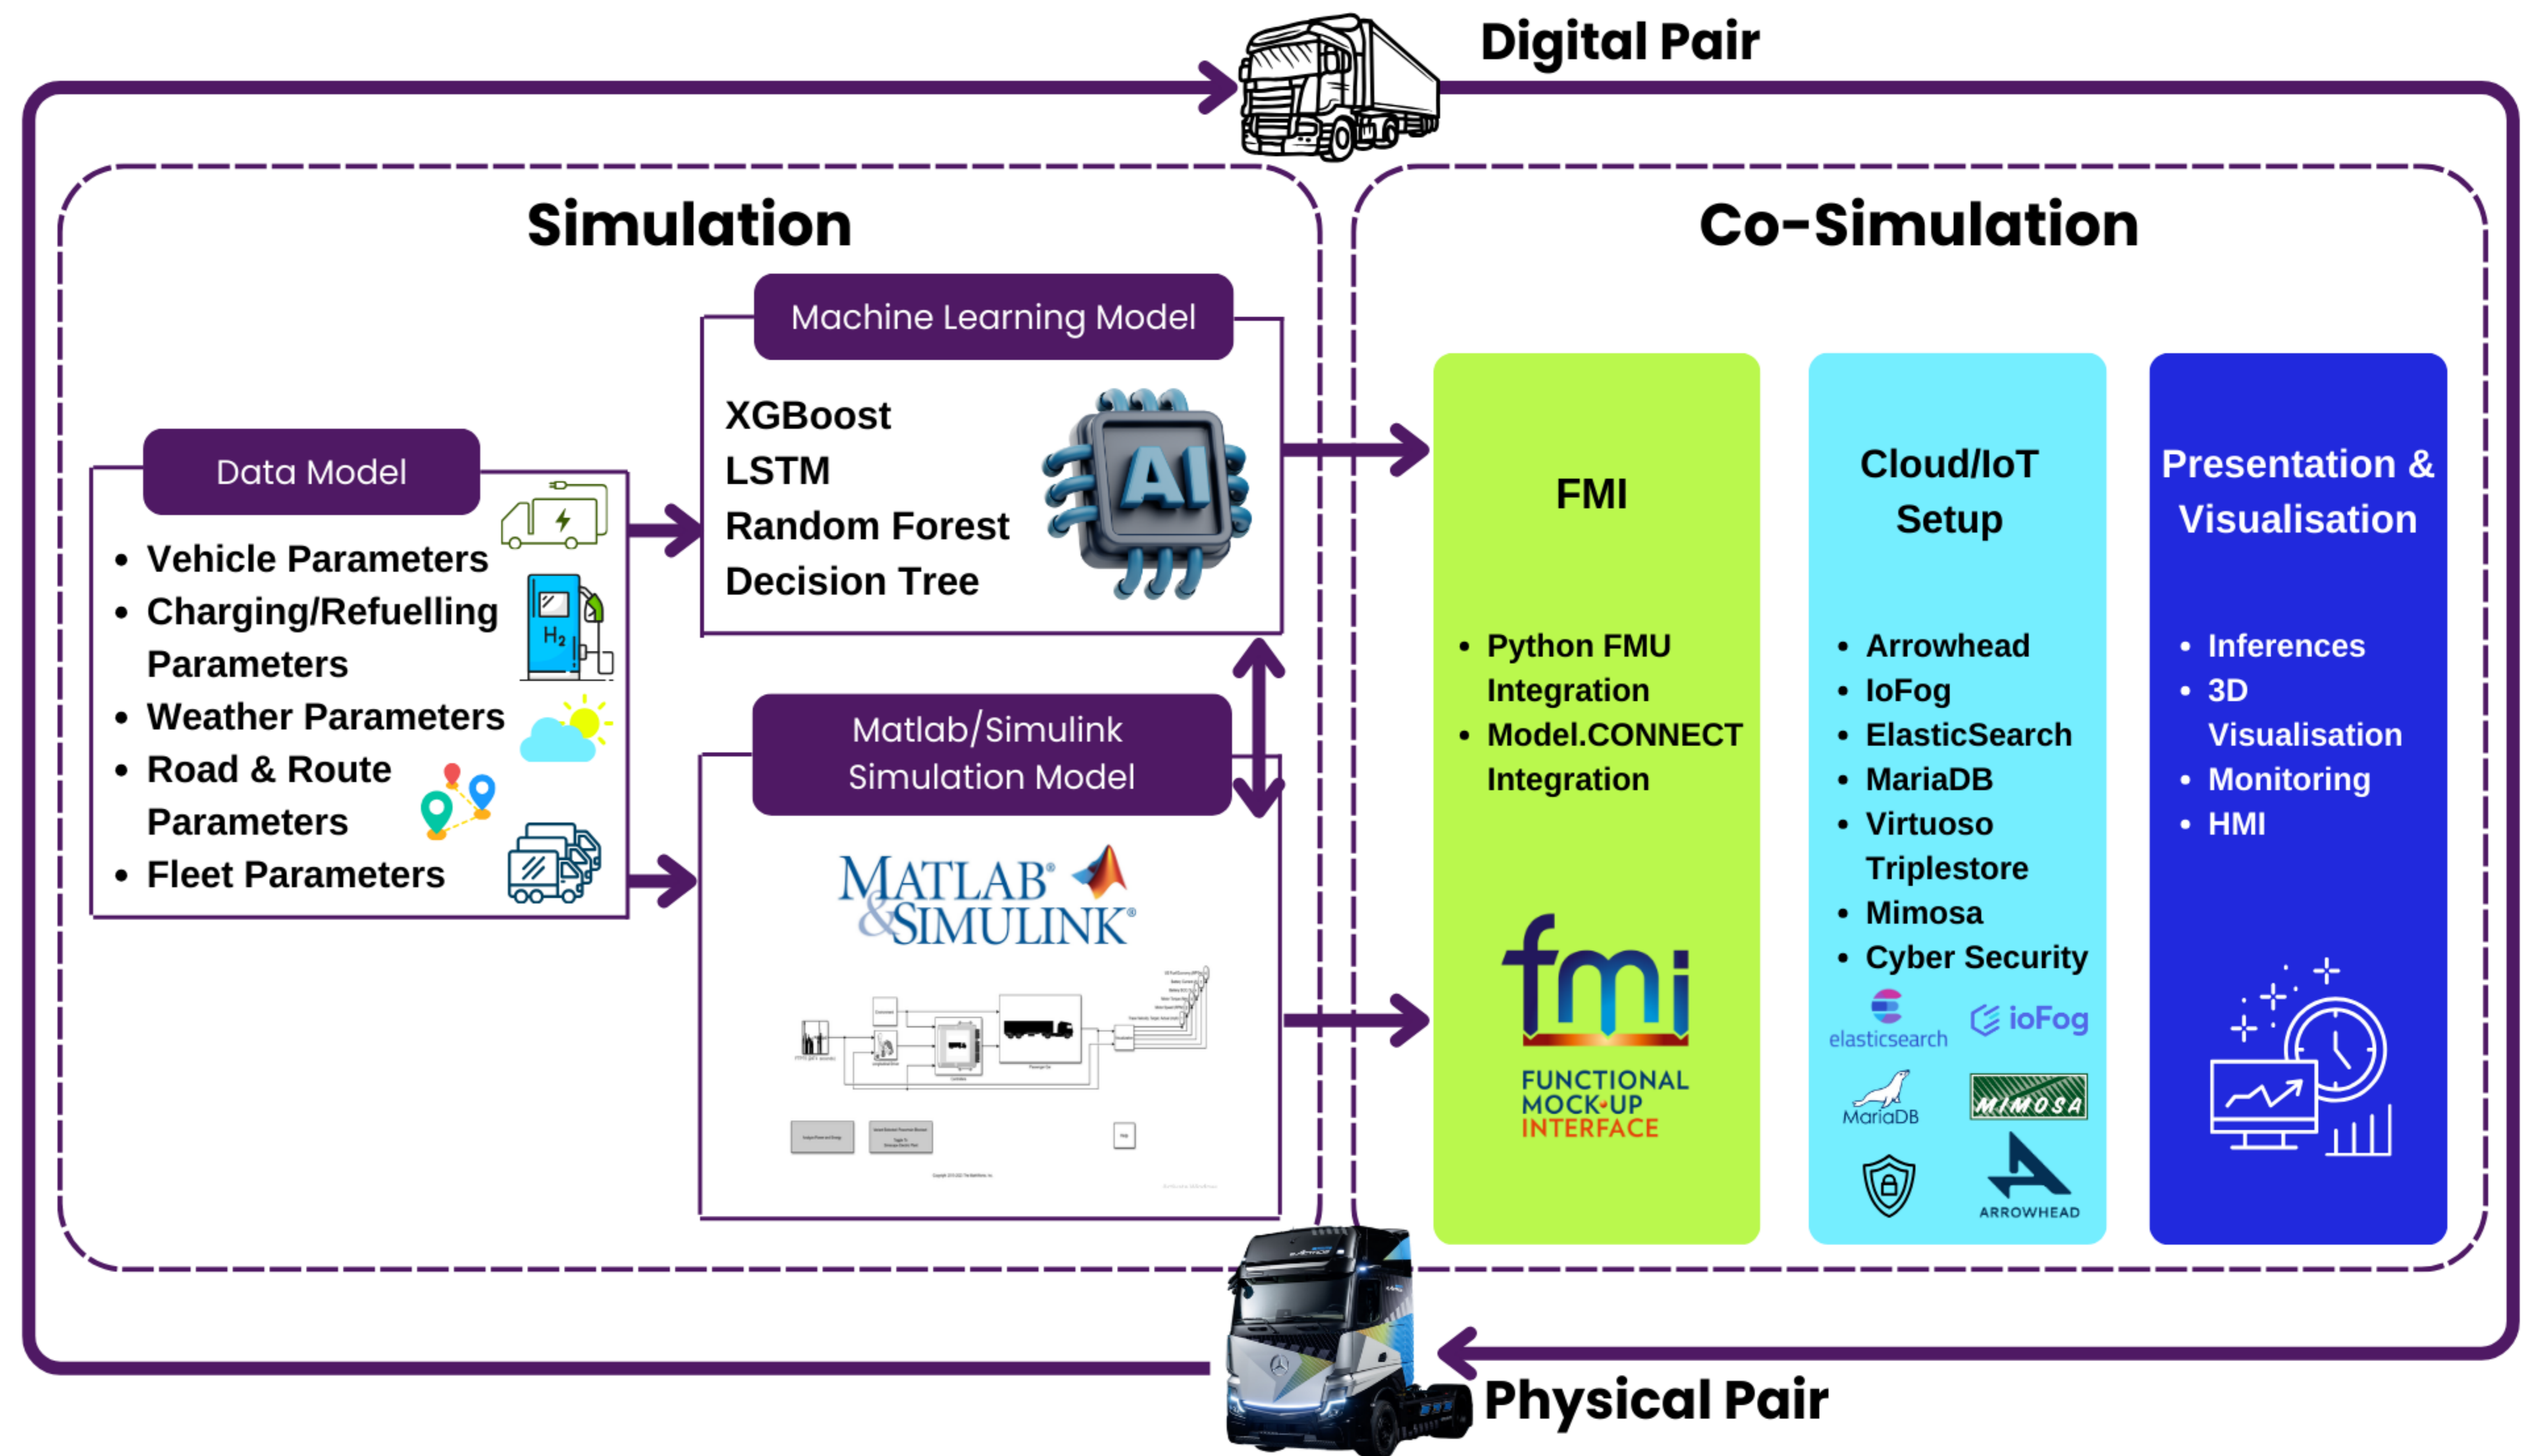 Digital Pair
Simulation
Co-Simulation
Machine Learning Model
XGBoost
LSTM
Random Forest
Decision Tree
AI
Data Model
• Vehicle Parameters
• Charging/Refuelling
Parameters
• Weather Parameters
• Road & Route
Parameters
• Fleet Parameters
H2
Matlab/Simulink
Simulation Model
MATLAB®
&SIMULINK®
FMI
• Python FMU
Integration
• Model.CONNECT
Integration
fmi
FUNCTIONAL
MOCK-UP
INTERFACE
Cloud/IoT
Setup
• Arrowhead
• IoFog
• ElasticSearch
• MariaDB
• Virtuoso
Triplestore
• Mimosa
• Cyber Security
elasticsearch
ioFog
MariaDB
MIMOSA
ARROWHEAD
Presentation &
Visualisation
• Inferences
• 3D
Visualisation
• Monitoring
• HMI
Physical Pair